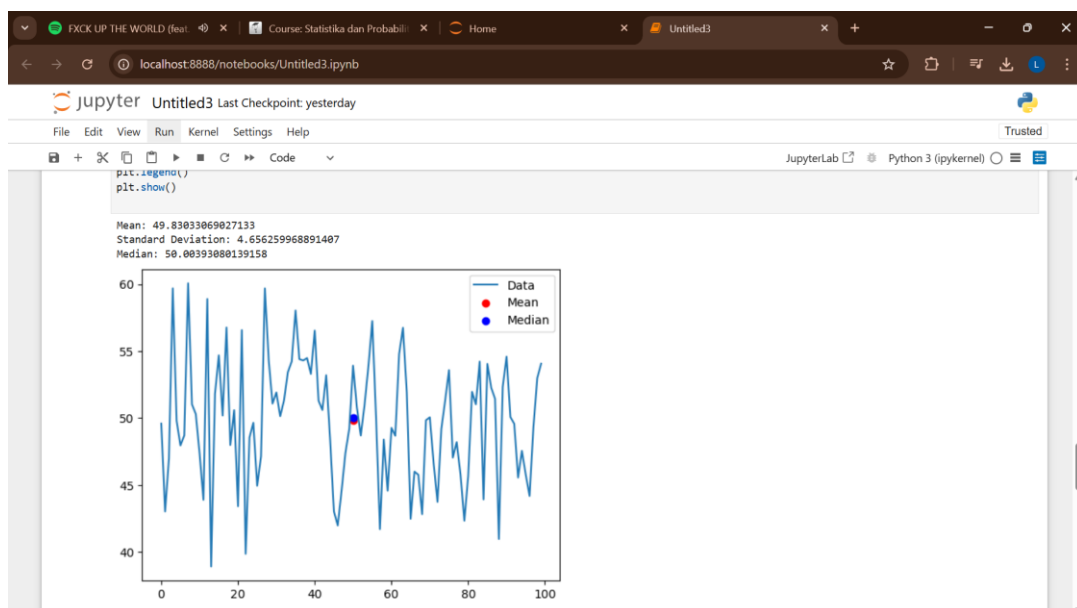 FXCK UP THE WORLD (feat.
Course: Statistika dan Probabili
Home
Untitled3
localhost:8888/notebooks/Untitled3.ipynb
L
jupyter Untitled3 Last Checkpoint: yesterday
File Edit View Run Kernel Settings Help
Trusted
Code
JupyterLab
Python 3 (ipykernel)
plt.legend()
plt.show()
Mean: 49.83033069027133
Standard Deviation: 4.656259968891407
Median: 50.00393080139158
60
55
50
45
40
0 20 40 60 80 100
Data
Mean
Median